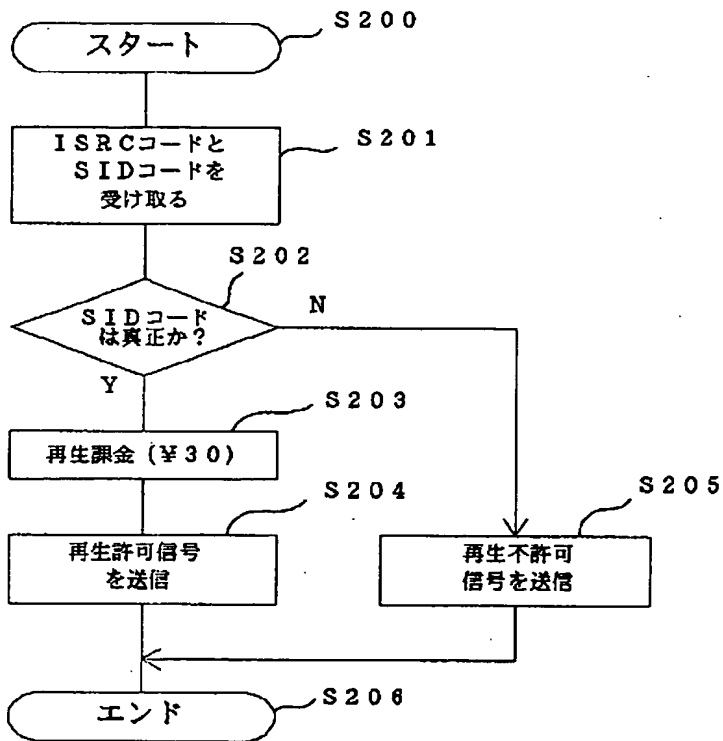 S200
スタート
ISRCコードと
SIDコードを
受け取る
S201
S202
SIDコード
は真正か?
N
Y
S203
再生課金(¥30)
S204
再生許可信号
を送信
S205
再生不許可
信号を送信
エンド
S206